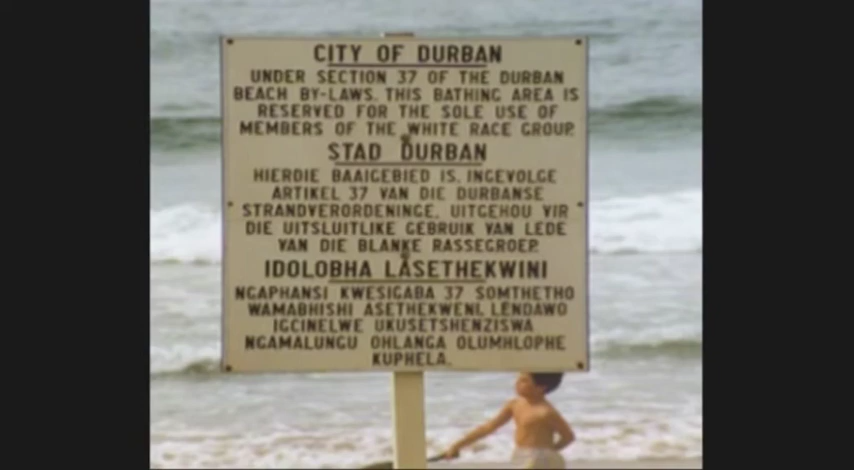 CITY OF DURBAN
UNDER SECTION 37 OF THE DURBAN
BEACH BY-LAWS. THIS BATHING AREA IS
RESERVED FOR THE SOLE USE OF
MEMBERS OF THE WHITE RACE GROUP.
STAD DURBAN
HIERDIE BAAIGEBIED IS, INGEVOLGE
ARTIKEL 37 VAN DIE DURBANSE
STRANDVERORDENINGE, UITGEHOU VIR
DIE UITSLUITLIKE GEBRUIK VAN LEDE
VAN DIE BLANKE RASSEGROEP.
IDOLOBHA LASETHEKWINI
NGAPHANSI KWESIGABA 37 SOMTHETHO
WAMABHISHI ASETHEKWENI, LENDAWO
IGCINELWE UKUSETSHENZISWA
NGAMALUNGU OHLANGA OLUMHLOPHE
KUPHELA.